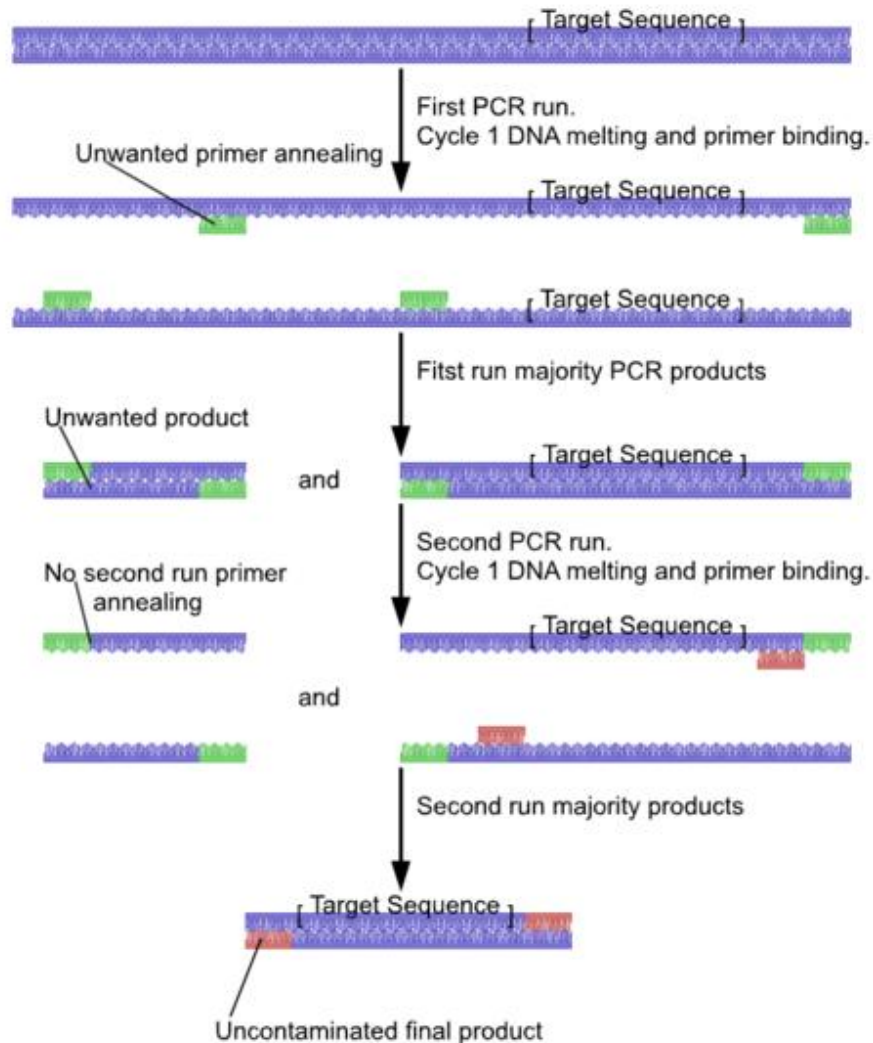 Target Sequence
First PCR run.
Cycle 1 DNA melting and primer binding.
Unwanted primer annealing
Target Sequence
Target Sequence
Fitst run majority PCR products
Unwanted product
Target Sequence
and
Second PCR run.
Cycle 1 DNA melting and primer binding.
No second run primer
annealing
Target Sequence
and
Second run majority products
Target Sequence
Uncontaminated final product